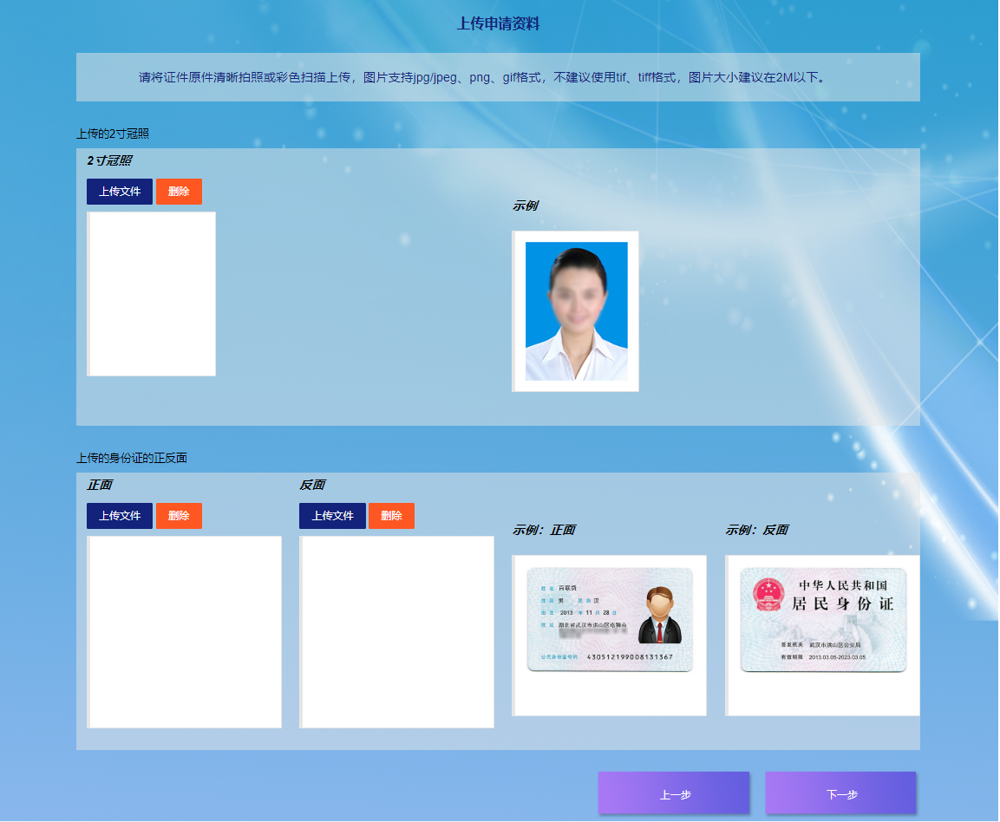 上传申请资料
请将证件原件清晰拍照或彩色扫描上传，图片支持jpg/jpeg、png、gif格式，不建议使用tif、tiff格式，图片大小建议在2M以下。
上传的2寸冠照
2寸冠照
上传文件 删除
示例
上传的身份证的正反面
正面
上传文件 删除
反面
上传文件 删除
示例：正面
姓名 百联贷
性别 男 民族 汉
出生 2013 年 11 月 28 日
住址 湖北省武汉市洪山区珞狮南
公民身份证号码 430512199008131367
示例：反面
中华人民共和国
居民身份证
签发机关 武汉市洪山区公安局
有效期限 2013.03.05-2023.03.05
上一步
下一步